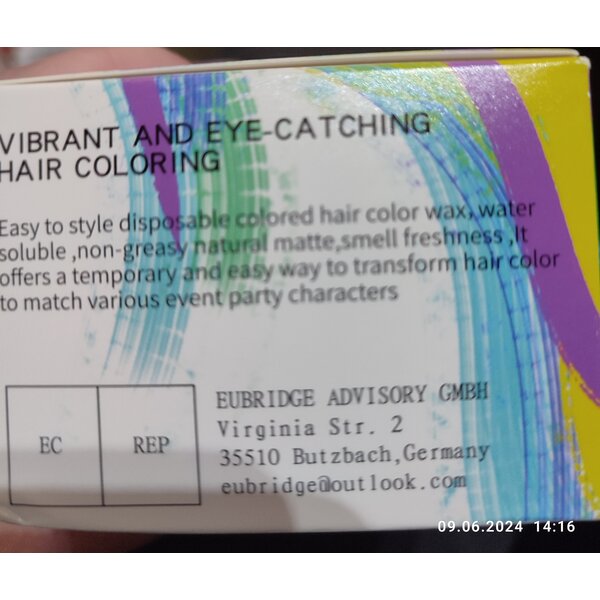 VIBRANT AND EYE-CATCHING
HAIR COLORING
Easy to style disposable colored hair color wax, water
soluble ,non-greasy natural matte,smell freshness ,It
offers a temporary and easy way to transform hair color
to match various event party characters
EC REP
EUBRIDGE ADVISORY GMBH
Virginia Str. 2
35510 Butzbach,Germany
eubridge@outlook.com
09.06.2024 14:16